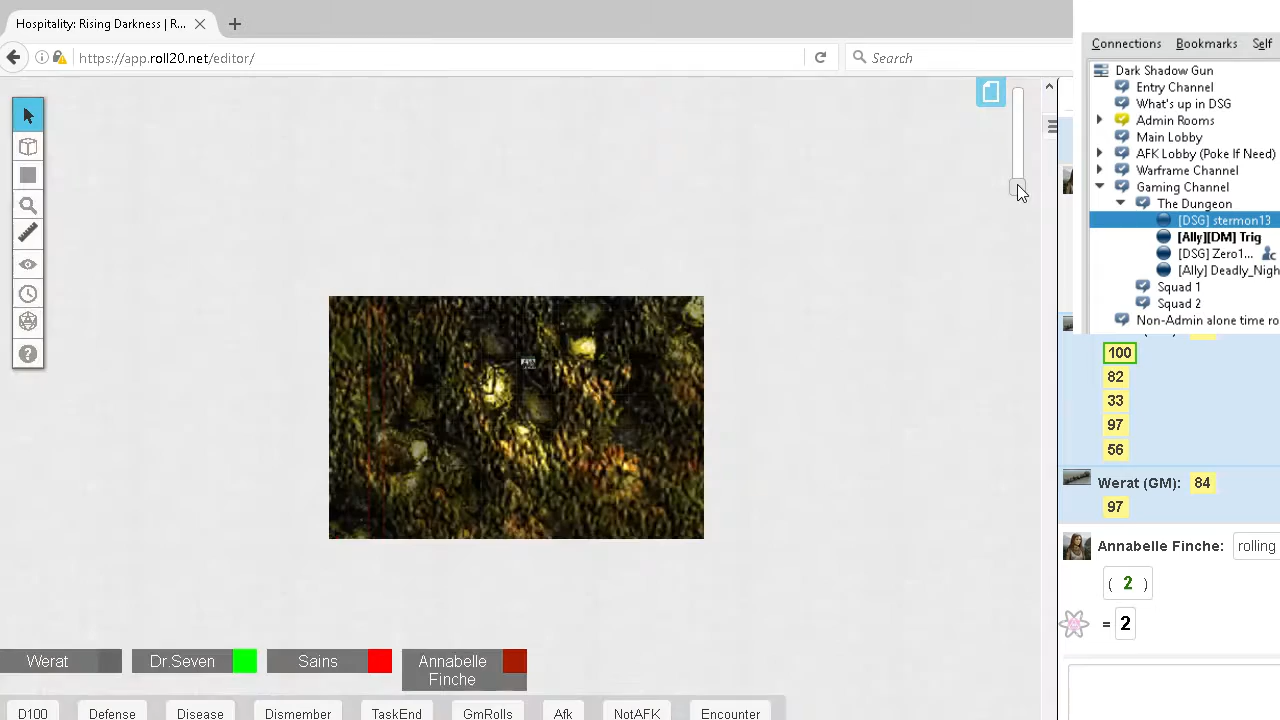 Hospitality: Rising Darkness | R...
https://app.roll20.net/editor/
Search
Connections Bookmarks Self
Dark Shadow Gun
Entry Channel
What's up in DSG
Admin Rooms
Main Lobby
AFK Lobby (Poke If Need)
Warframe Channel
Gaming Channel
The Dungeon
[DSG] stermon13
[Ally][DM] Trig
[DSG] Zero1...
[Ally] Deadly_Nigh
Squad 1
Squad 2
Non-Admin alone time ro
100
82
33
97
56
Werat (GM): 84
97
Annabelle Finche: rolling
( 2 )
= 2
Werat
Dr.Seven
Sains
Annabelle
Finche
D100 Defense Disease Dismember TaskEnd GmRolls Afk NotAFK Encounter